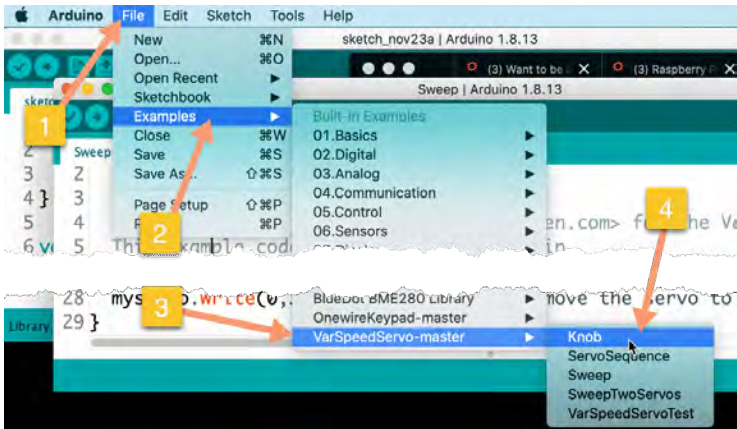 Arduino File Edit Sketch Tools Help
sketch_nov23a | Arduino 1.8.13
(3) Want to be
(3) Raspberry
Sweep | Arduino 1.8.13
New ⌘N
Open... ⌘O
Open Recent
Sketchbook
Examples
Close ⌘W
Save ⌘S
Save As.. ⇧⌘S
Page Setup ⇧⌘P
⌘P
Built-in Examples
01.Basics
02.Digital
03.Analog
04.Communication
05.Control
06.Sensors
1
2
3
4
Sweep
2
3
4 }
5
6
2
3
4
5 This example code
en.com> for the
in
28 .write(0,
move the servo to
29 }
Library
BlueDot BME280 Library
OnewireKeypad-master
VarSpeedServo-master
Knob
ServoSequence
Sweep
SweepTwoServos
VarSpeedServoTest